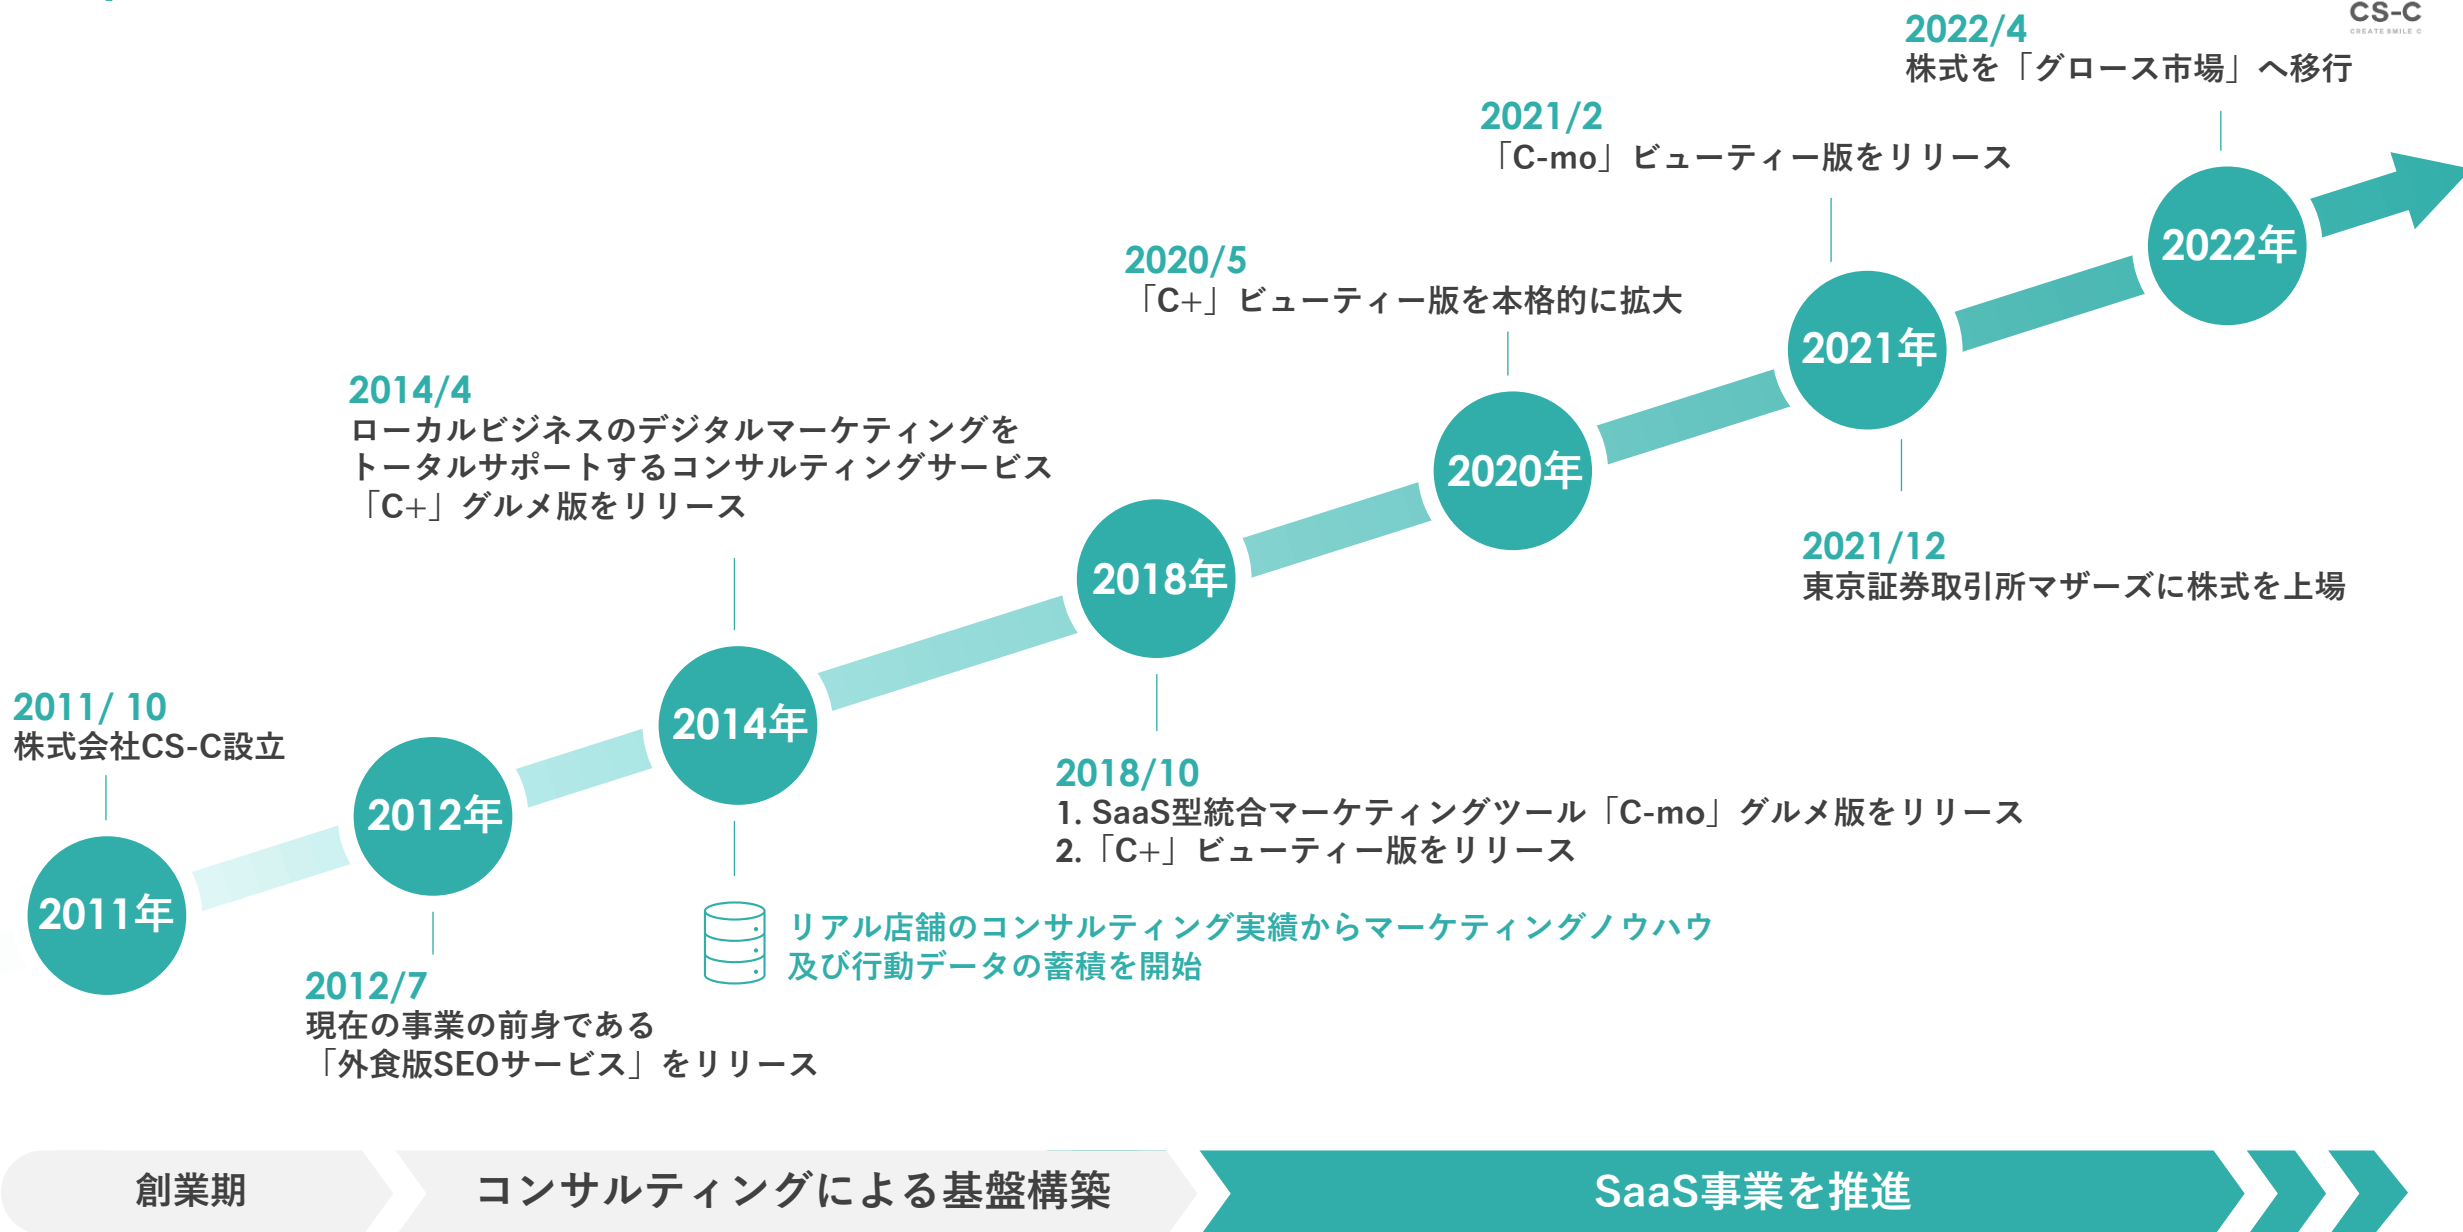 CS-C
CREATE SMILE C
2022/4
株式を「グロース市場」へ移行
2021/2
「C-mo」ビューティー版をリリース
2022年
2020/5
「C+」ビューティー版を本格的に拡大
2021年
2014/4
ローカルビジネスのデジタルマーケティングを
トータルサポートするコンサルティングサービス
「C+」グルメ版をリリース
2020年
2021/12
東京証券取引所マザーズに株式を上場
2018年
2011/ 10
株式会社CS-C設立
2014年
2018/10
1. SaaS型統合マーケティングツール「C-mo」グルメ版をリリース
2.「C+」ビューティー版をリリース
2012年
2011年
リアル店舗のコンサルティング実績からマーケティングノウハウ
及び行動データの蓄積を開始
2012/7
現在の事業の前身である
「外食版SEOサービス」をリリース
創業期
コンサルティングによる基盤構築
SaaS事業を推進